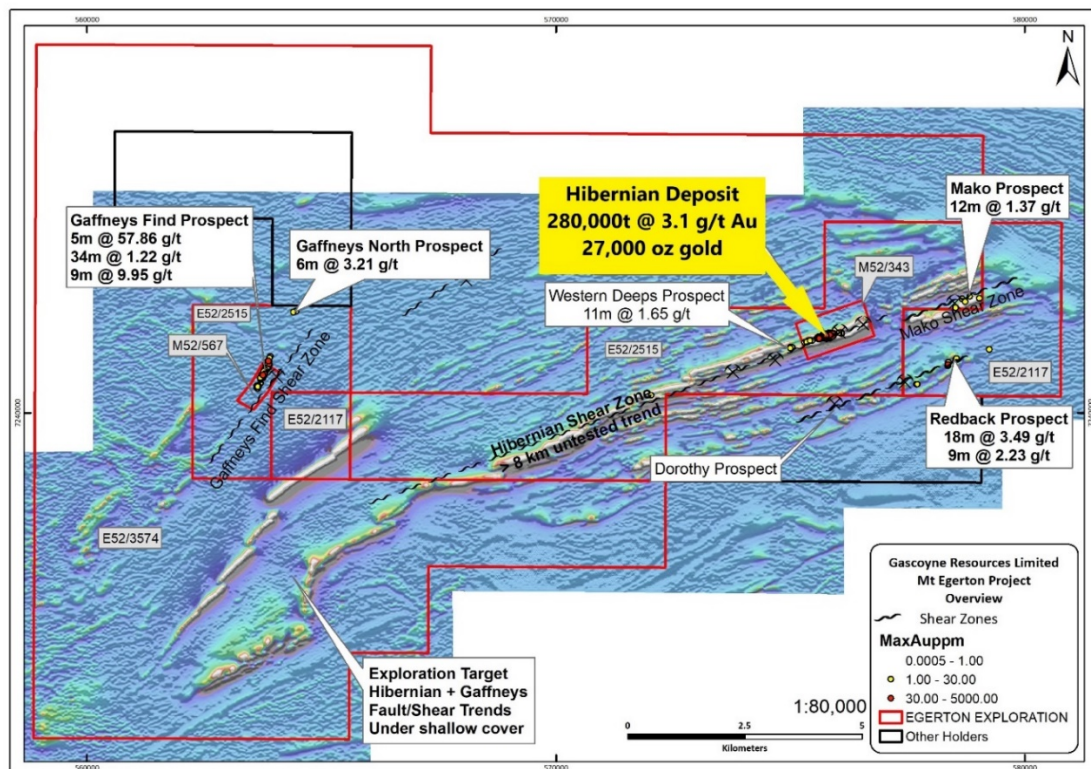 560000
570000
580000
N
Hibernian Deposit
280,000t @ 3.1 g/t Au
27,000 oz gold
Mako Prospect
12m @ 1.37 g/t
Gaffneys Find Prospect
5m @ 57.86 g/t
34m @ 1.22 g/t
9m @ 9.95 g/t
Gaffneys North Prospect
6m @ 3.21 g/t
M52/343
Western Deeps Prospect
11m @ 1.65 g/t
E52/2515
M52/567
E52/2515
Mako Shear Zone
E52/2117
Gaffneys Find Shear Zone
E52/2117
7240000
Hibernian Shear Zone
> 8 km untested trend
Redback Prospect
18m @ 3.49 g/t
9m @ 2.23 g/t
Dorothy Prospect
E52/3574
Gascoyne Resources Limited
Mt Egerton Project
Overview
Shear Zones
MaxAuppm
0.0005 - 1.00
1.00 - 30.00
30.00 - 5000.00
EGERTON EXPLORATION
Other Holders
Exploration Target
Hibernian + Gaffneys
Fault/Shear Trends
Under shallow cover
1:80,000
0 2.5 5
Kilometers
560000
570000
580000